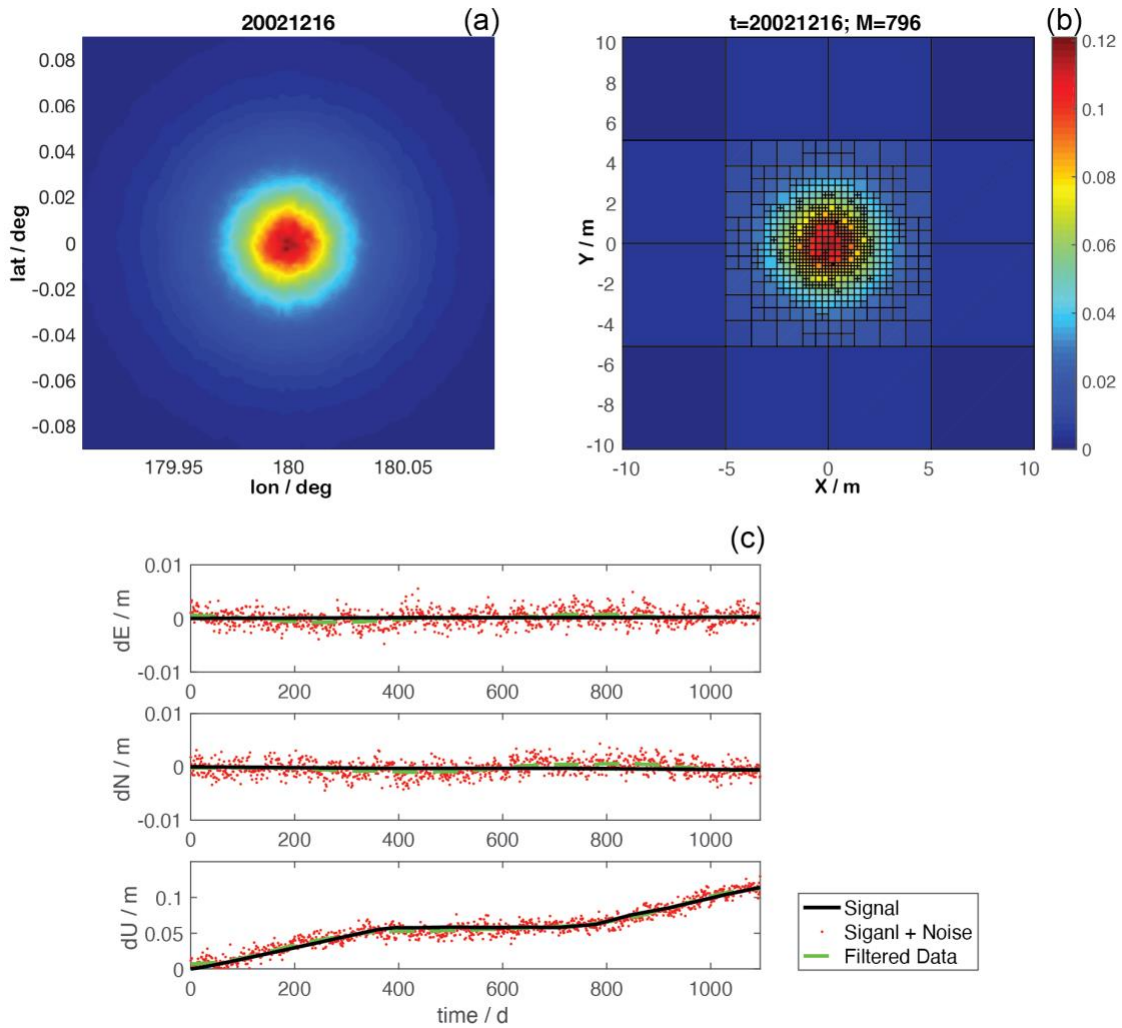 20021216
(a)
lat / deg
0.08
0.06
0.04
0.02
0
-0.02
-0.04
-0.06
-0.08
179.95 180 180.05
lon / deg
t=20021216; M=796
(b)
Y / m
10
8
6
4
2
0
-2
-4
-6
-8
-10
-10 -5 0 5 10
X / m
0.12
0.1
0.08
0.06
0.04
0.02
0
(c)
dE / m
0.01
0
-0.01
0 200 400 600 800 1000
dN / m
0.01
0
-0.01
0 200 400 600 800 1000
dU / m
0.1
0.05
0
0 200 400 600 800 1000
time / d
Signal
Siganl + Noise
Filtered Data